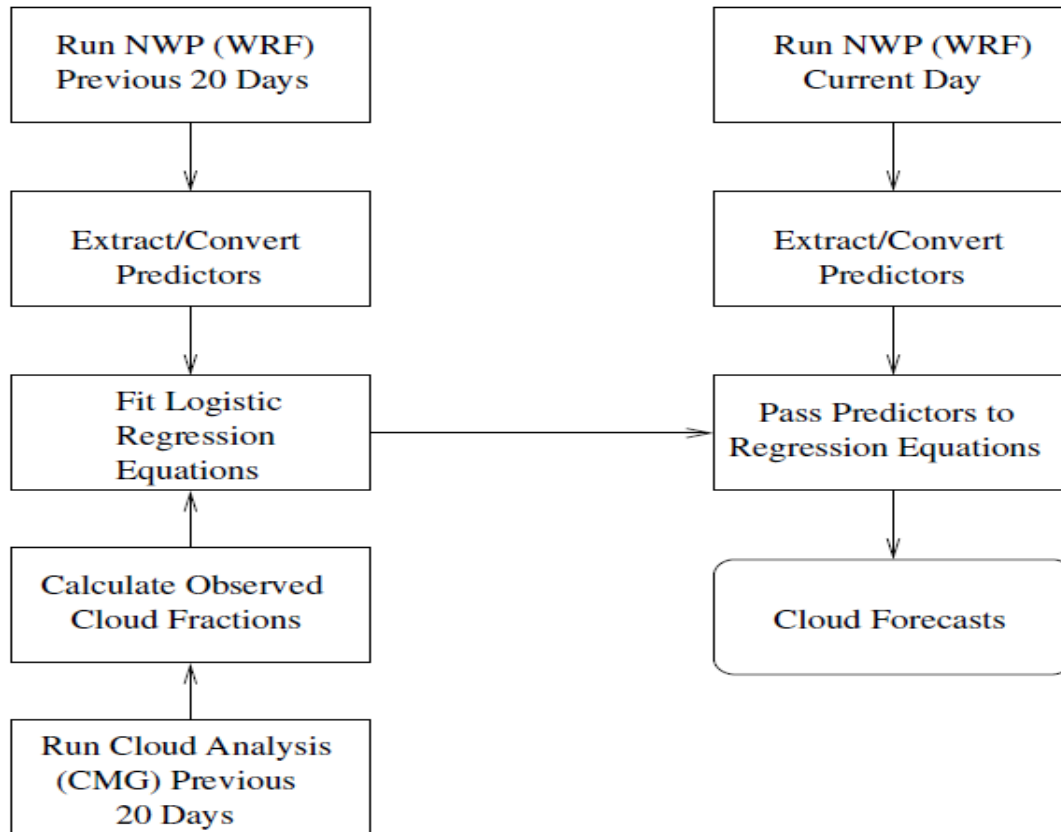 Run NWP (WRF)
Previous 20 Days
Extract/Convert
Predictors
Fit Logistic
Regression
Equations
Calculate Observed
Cloud Fractions
Run Cloud Analysis
(CMG) Previous
20 Days
Run NWP (WRF)
Current Day
Extract/Convert
Predictors
Pass Predictors to
Regression Equations
Cloud Forecasts